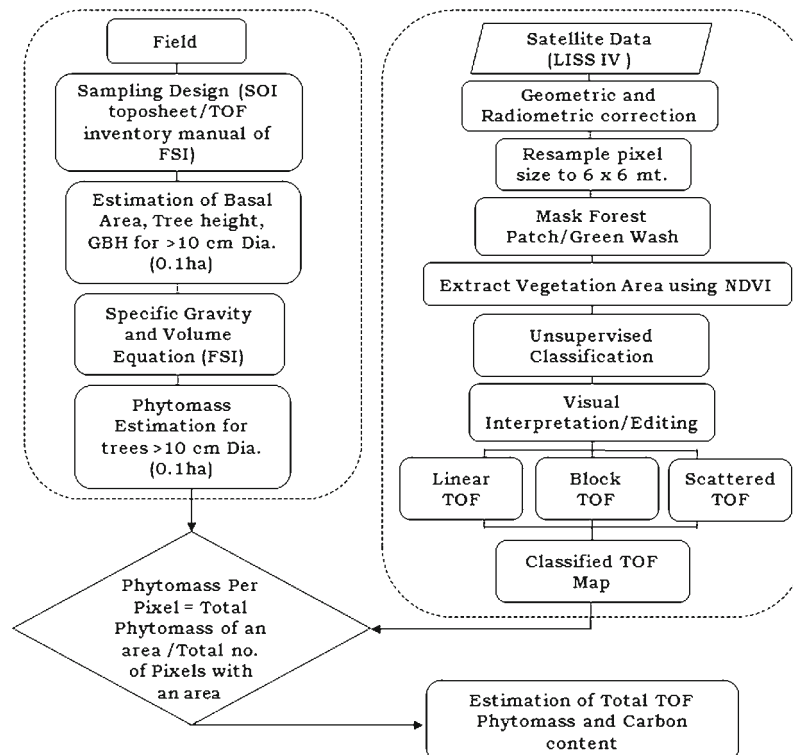 Field
Sampling Design (SOI
toposheet/TOF
inventory manual of
FSI)
Estimation of Basal
Area, Tree height,
GBH for >10 cm Dia.
(0.1ha)
Specific Gravity
and Volume
Equation (FSI)
Phytomass
Estimation for
trees>10 cm Dia.
(0.1ha)
Satellite Data
(LISS IV )
Geometric and
Radiometric correction
Resample pixel
size to 6 x 6 mt.
Mask Forest
Patch/Green Wash
Extract Vegetation Area using NDVI
Unsupervised
Classification
Visual
Interpretation/Editing
Linear
TOF
Block
TOF
Scattered
TOF
Classified TOF
Map
Phytomass Per
Pixel = Total
Phytomass of an
area /Total no.
of Pixels with
an area
Estimation of Total TOF
Phytomass and Carbon
content